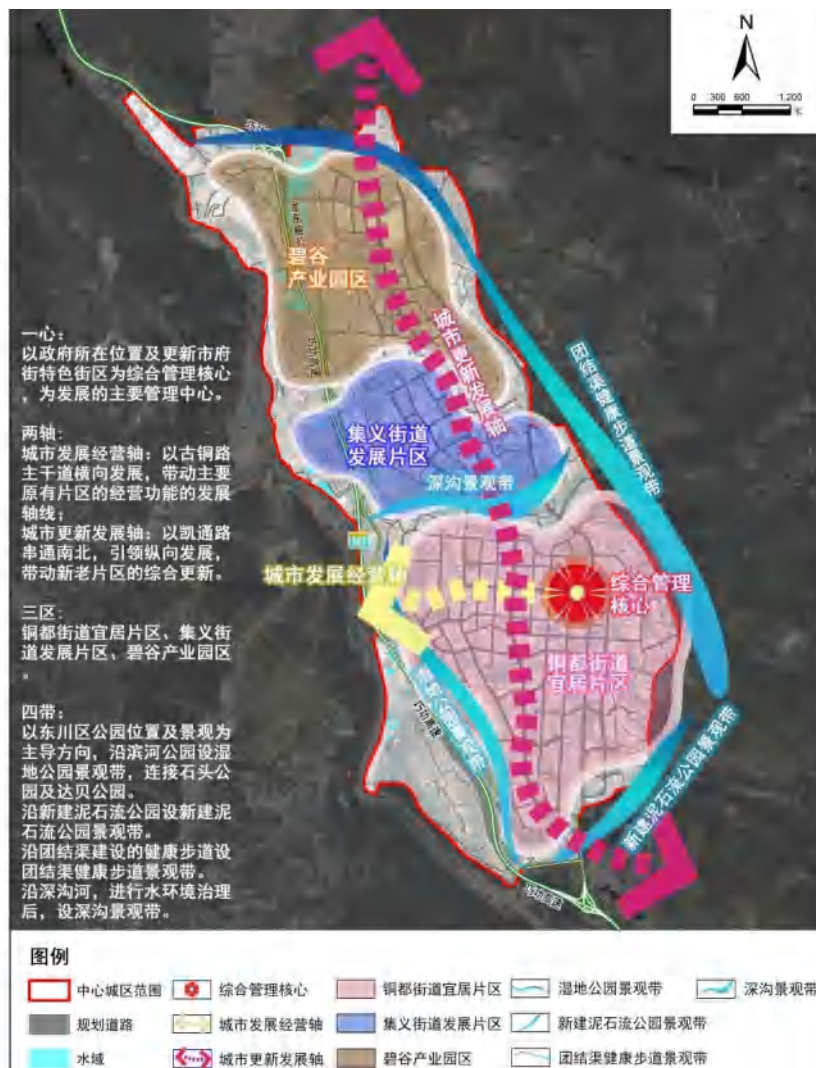 N
0 300 600 1,200
米
巧功
碧谷
产业园区
城市更新发展轴
团结渠健康步道景观带
一心:
以政府所在位置及更新市府
街特色街区为综合管理核心
，为发展的主要管理中心。
两轴:
城市发展经营轴：以古铜路
主干道横向发展，带动主要
原有片区的经营功能的发展
轴线；
城市更新发展轴：以凯通路
串通南北，引领纵向发展，
带动新老片区的综合更新。
三区:
铜都街道宜居片区、集义街
道发展片区、碧谷产业园区
。
四带:
以东川区公园位置及景观为
主导方向，沿滨河公园设湿
地公园景观带，连接石头公
园及达贝公园。
沿新建泥石流公园设新建泥
石流公园景观带。
沿团结渠建设的健康步道设
团结渠健康步道景观带。
沿深沟河，进行水环境治理
后，设深沟景观带。
集义街道
发展片区
深沟景观带
城市发展经营轴
综合管理
核心
铜都街道
宜居片区
湿地公园景观带
新建泥石流公园景观带
图例
中心城区范围 综合管理核心 铜都街道宜居片区 湿地公园景观带 深沟景观带
规划道路 城市发展经营轴 集义街道发展片区 新建泥石流公园景观带
水域 城市更新发展轴 碧谷产业园区 团结渠健康步道景观带